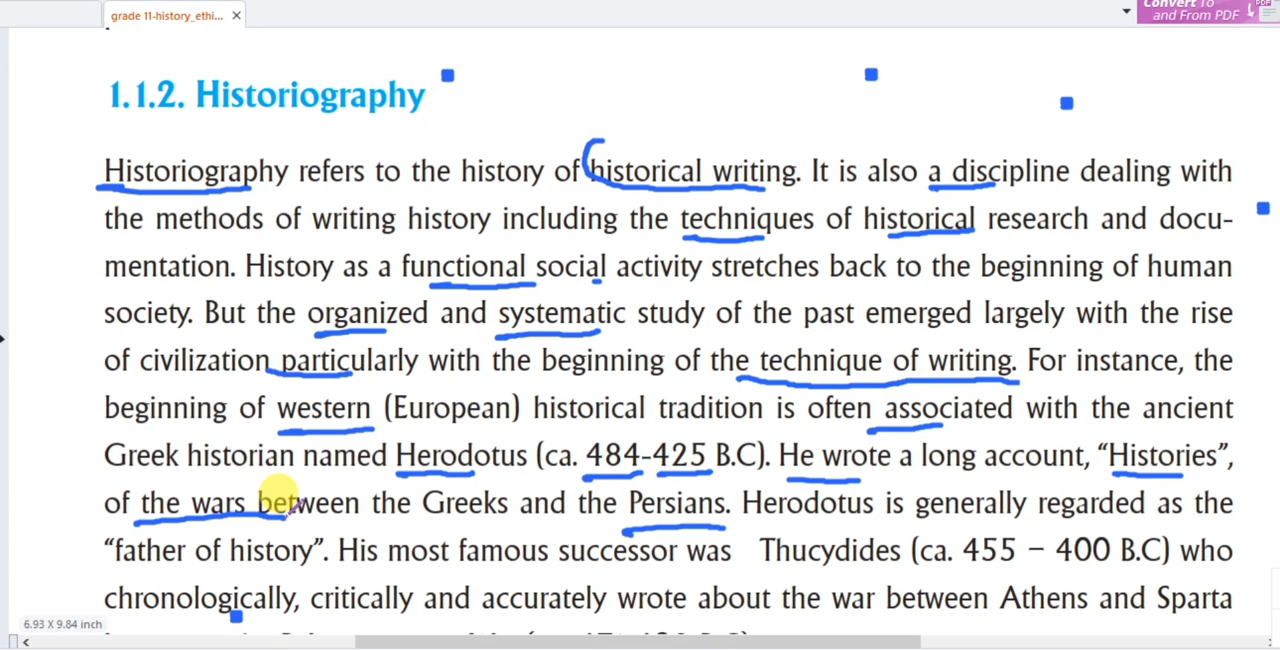 grade 11-history_ethi...
Convert To
and From PDF
1.1.2. Historiography
Historiography refers to the history of historical writing. It is also a discipline dealing with
the methods of writing history including the techniques of historical research and docu-
mentation. History as a functional social activity stretches back to the beginning of human
society. But the organized and systematic study of the past emerged largely with the rise
of civilization particularly with the beginning of the technique of writing. For instance, the
beginning of western (European) historical tradition is often associated with the ancient
Greek historian named Herodotus (ca. 484-425 B.C). He wrote a long account, “Histories”,
of the wars between the Greeks and the Persians. Herodotus is generally regarded as the
“father of history”. His most famous successor was Thucydides (ca. 455 – 400 B.C) who
chronologically, critically and accurately wrote about the war between Athens and Sparta
6.93 X 9.84 inch